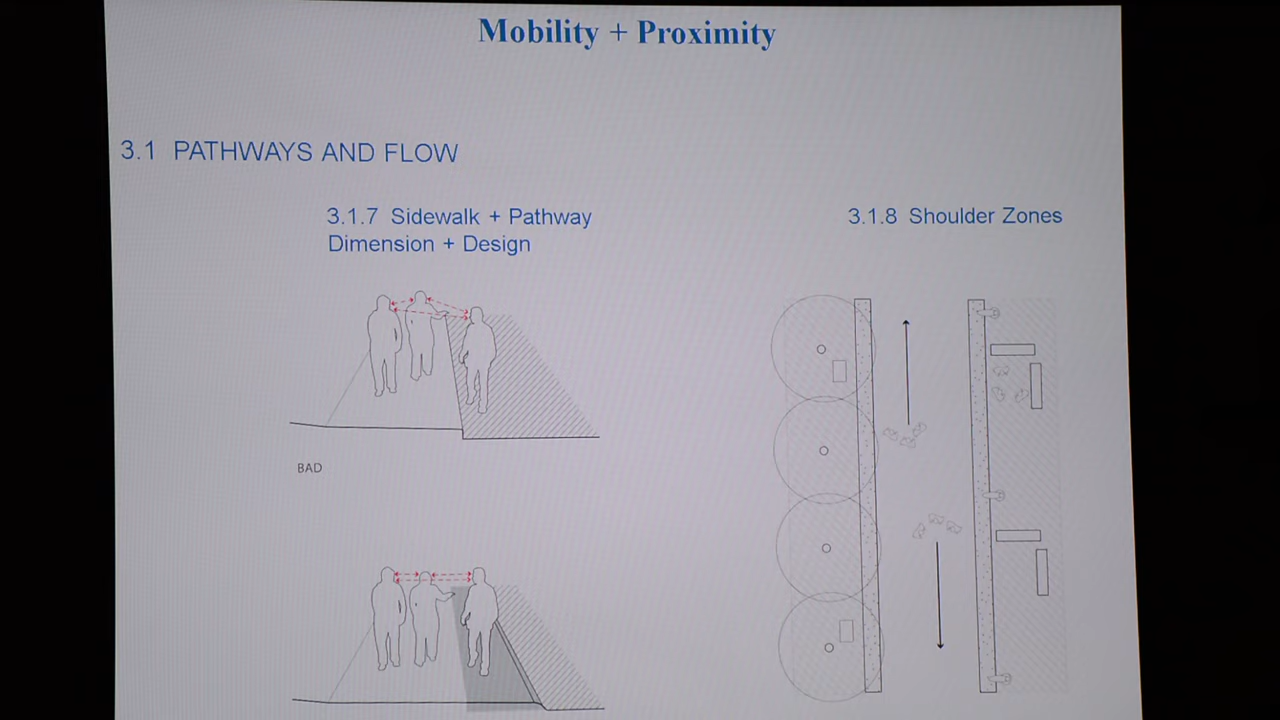 Mobility + Proximity
3.1 PATHWAYS AND FLOW
3.1.7 Sidewalk + Pathway
Dimension + Design
3.1.8 Shoulder Zones
BAD